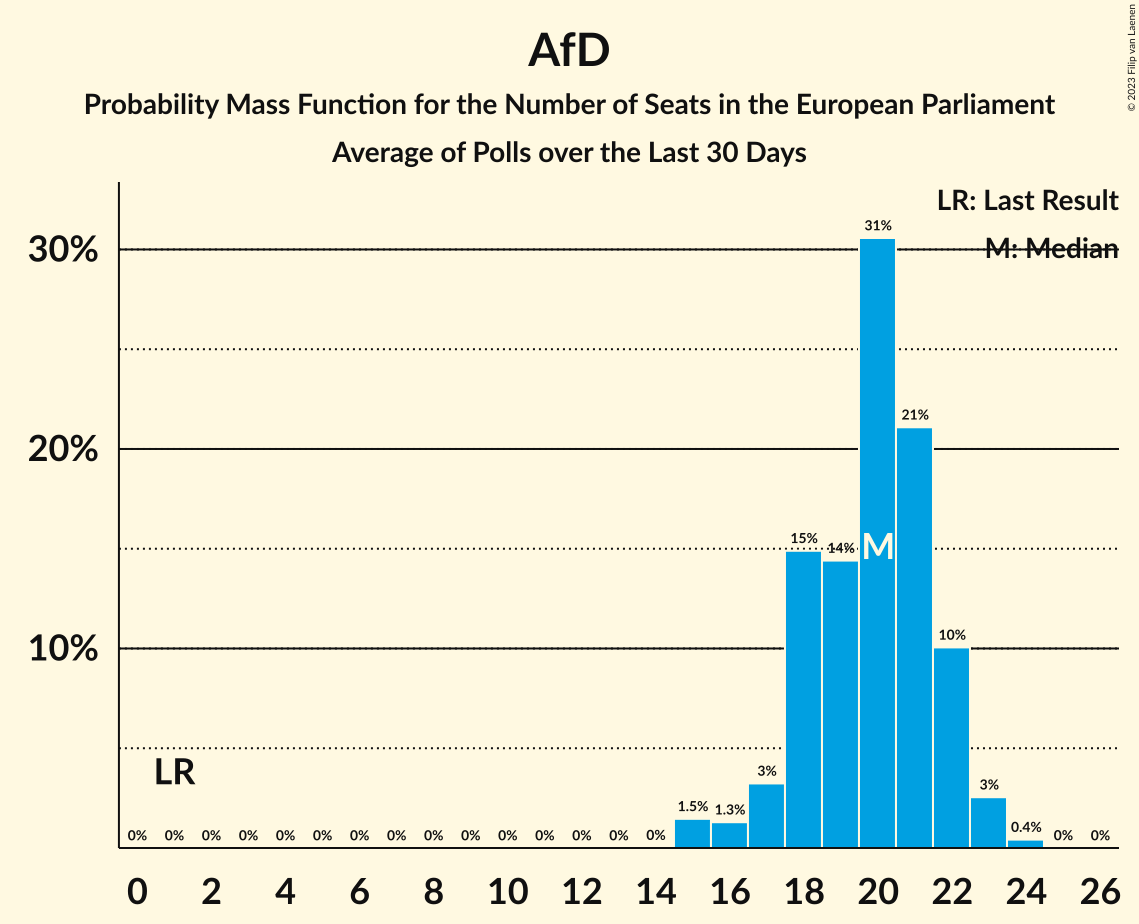 AfD
Probability Mass Function for the Number of Seats in the European Parliament
Average of Polls over the Last 30 Days
© 2023 Filip van Laenen
LR: Last Result
M: Median
30%
20%
10%
31%
21%
15%
14%
M
10%
LR
3%
3%
1.5%
1.3%
0.4%
0% 0% 0% 0% 0% 0% 0% 0% 0% 0% 0% 0% 0% 0% 0% 0% 0%
0 2 4 6 8 10 12 14 16 18 20 22 24 26